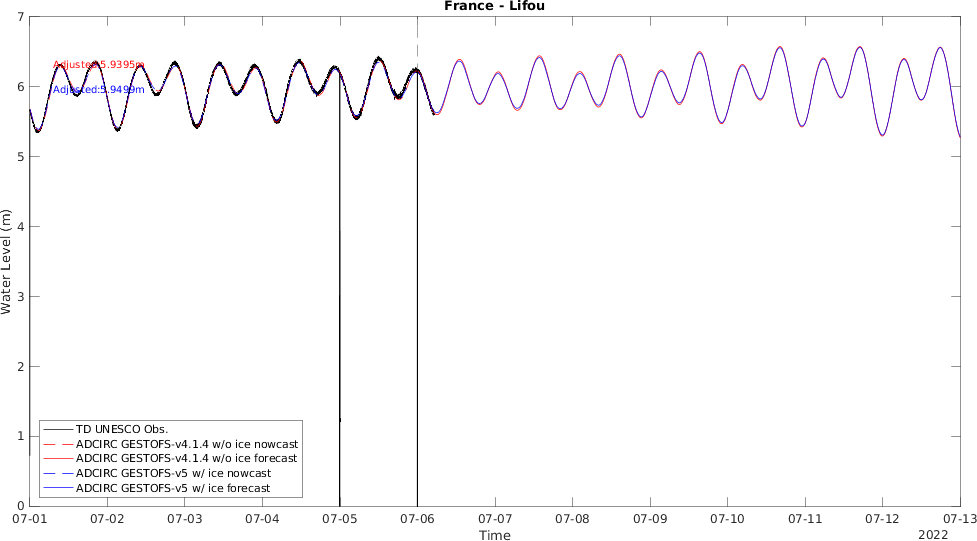 France - Lifou
7
6
5
4
3
2
1
0
Water Level (m)
Adjusted:5.9395m
Adjusted:5.9499m
TD UNESCO Obs.
ADCIRC GESTOFS-v4.1.4 w/o ice nowcast
ADCIRC GESTOFS-v4.1.4 w/o ice forecast
ADCIRC GESTOFS-v5 w/ ice nowcast
ADCIRC GESTOFS-v5 w/ ice forecast
07-01 07-02 07-03 07-04 07-05 07-06 07-07 07-08 07-09 07-10 07-11 07-12 07-13
Time
2022